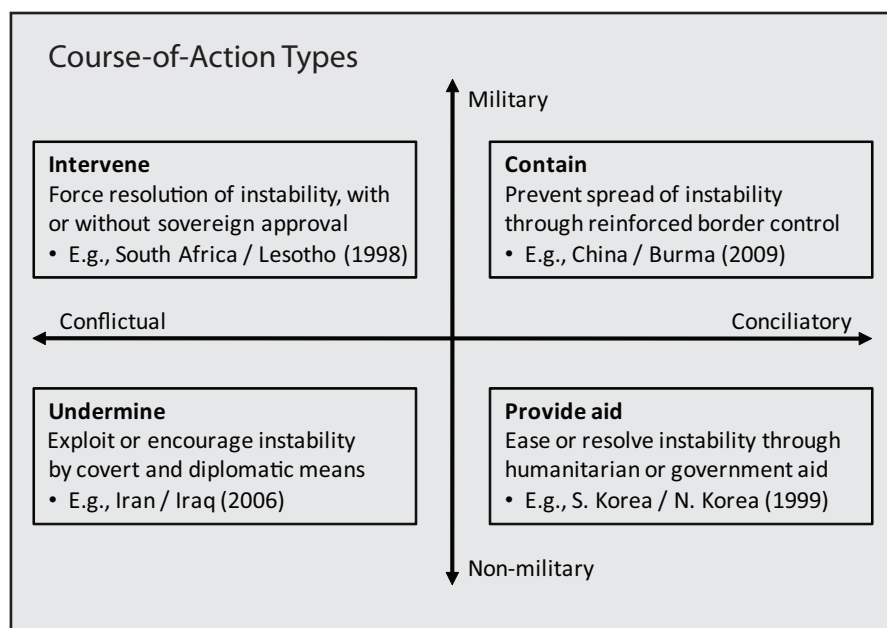 Course-of-Action Types
Military
Intervene
Force resolution of instability, with
or without sovereign approval
• E.g., South Africa / Lesotho (1998)
Contain
Prevent spread of instability
through reinforced border control
• E.g., China / Burma (2009)
Conflictual
Conciliatory
Undermine
Exploit or encourage instability
by covert and diplomatic means
• E.g., Iran / Iraq (2006)
Provide aid
Ease or resolve instability through
humanitarian or government aid
• E.g., S. Korea / N. Korea (1999)
Non-military